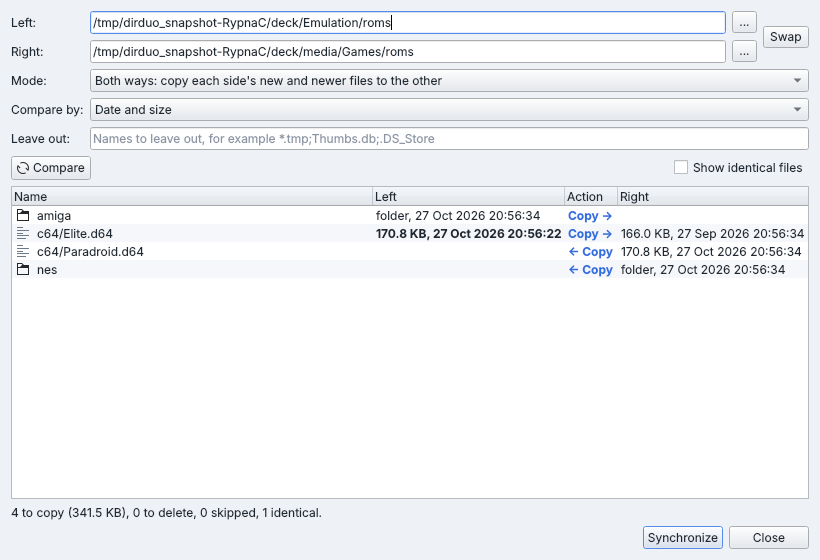 Left: /tmp/dirduo_snapshot-RypnaC/deck/Emulation/roms ...
Swap
Right: /tmp/dirduo_snapshot-RypnaC/deck/media/Games/roms ...
Mode: Both ways: copy each side's new and newer files to the other
Compare by: Date and size
Leave out: Names to leave out, for example *.tmp;Thumbs.db;.DS_Store
Compare Show identical files
Name Left Action Right
amiga folder, 27 Oct 2026 20:56:34 Copy →
c64/Elite.d64 170.8 KB, 27 Oct 2026 20:56:22 Copy → 166.0 KB, 27 Sep 2026 20:56:34
c64/Paradroid.d64 ← Copy 170.8 KB, 27 Oct 2026 20:56:34
nes ← Copy folder, 27 Oct 2026 20:56:34
4 to copy (341.5 KB), 0 to delete, 0 skipped, 1 identical.
Synchronize Close